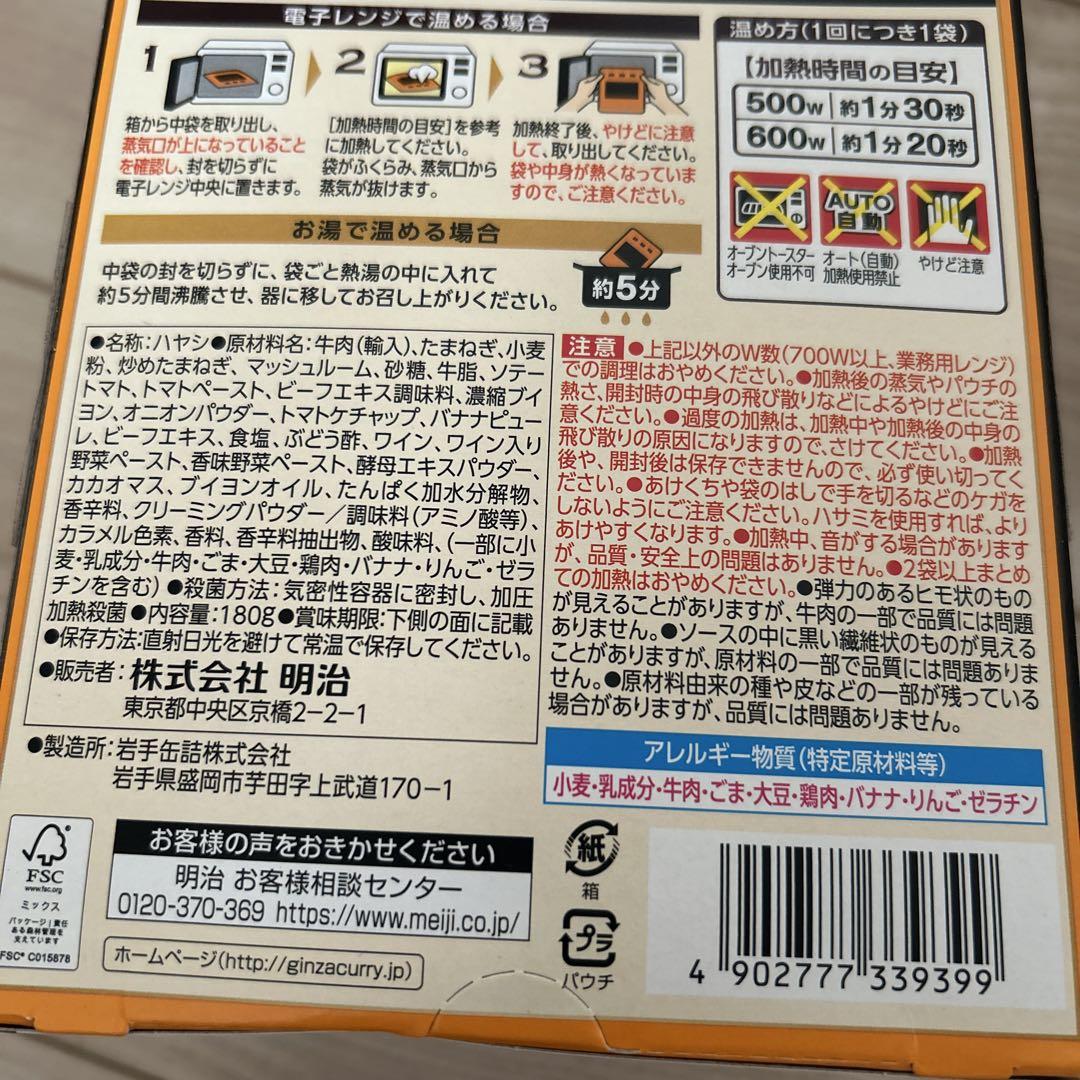 電子レンジで温める場合
1
2
3
箱から中袋を取り出し、
蒸気口が上になっていること
を確認し、封を切らずに
電子レンジ中央に置きます。
[加熱時間の目安]を参考
に加熱してください。
袋がふくらみ、蒸気口から
蒸気が抜けます。
加熱終了後、やけどに注意
して、取り出してください。
袋や中身が熱くなっていま
すので、ご注意ください。
温め方(1回につき1袋)
【加熱時間の目安】
500W 約1分30秒
600W 約1分20秒
AUTO
自動
オーブントースター
オーブン使用不可
オート(自動)
加熱使用禁止
やけど注意
お湯で温める場合
中袋の封を切らずに、袋ごと熱湯の中に入れて
約5分間沸騰させ、器に移してお召し上がりください。
約5分
●名称:ハヤシ●原材料名:牛肉(輸入)、たまねぎ、小麦
粉、炒めたまねぎ、マッシュルーム、砂糖、牛脂、ソテー
トマト、トマトペースト、ビーフエキス調味料、濃縮ブイ
ヨン、オニオンパウダー、トマトケチャップ、バナナピュー
レ、ビーフエキス、食塩、ぶどう酢、ワイン、ワイン入り
野菜ペースト、香味野菜ペースト、酵母エキスパウダー、
カカオマス、ブイヨンオイル、たんぱく加水分解物、
香辛料、クリーミングパウダー/調味料(アミノ酸等)、
カラメル色素、香料、香辛料抽出物、酸味料、(一部に小
麦・乳成分・牛肉・ごま・大豆・鶏肉・バナナ・りんご・ゼラ
チンを含む) ●殺菌方法:気密性容器に密封し、加圧
加熱殺菌 ●内容量:180g●賞味期限:下側の面に記載
●保存方法:直射日光を避けて常温で保存してください。
●販売者:株式会社 明治
東京都中央区京橋2-2-1
●製造所:岩手缶詰株式会社
岩手県盛岡市芋田字上武道170-1
注意 ●上記以外のW数(700W以上、業務用レンジ)
での調理はおやめください。●加熱後の蒸気やパウチの
熱さ、開封時の中身の飛び散りなどによるやけどにご注
意ください。●過度の加熱は、加熱中や加熱後の中身の
飛び散りの原因になりますので、さけてください。●加熱
後や、開封後は保存できませんので、必ず使い切ってく
ださい。●あけくちや袋のはしで手を切るなどのケガを
しないようにご注意ください。ハサミを使用すれば、より
あけやすくなります。●加熱中、音がする場合があります
が、品質・安全上の問題はありません。●2袋以上まとめ
ての加熱はおやめください。●弾力のあるヒモ状のもの
が見えることがありますが、牛肉の一部で品質には問題
ありません。●ソースの中に黒い繊維状のものが見える
ことがありますが、原材料の一部で品質には問題ありま
せん。●原材料由来の種や皮などの一部が残っている
場合がありますが、品質には問題ありません。
アレルギー物質(特定原材料等)
小麦・乳成分・牛肉・ごま・大豆・鶏肉・バナナ・りんご・ゼラチン
FSC
www.fsc.org
ミックス
パッケージ|責任
ある森林管理を
支えています
FSC® C015878
お客様の声をおきかせください
明治 お客様相談センター
0120-370-369 https://www.meiji.co.jp/
ホームページ(http://ginzacurry.jp)
紙
箱
プラ
パウチ
4 902777 339399